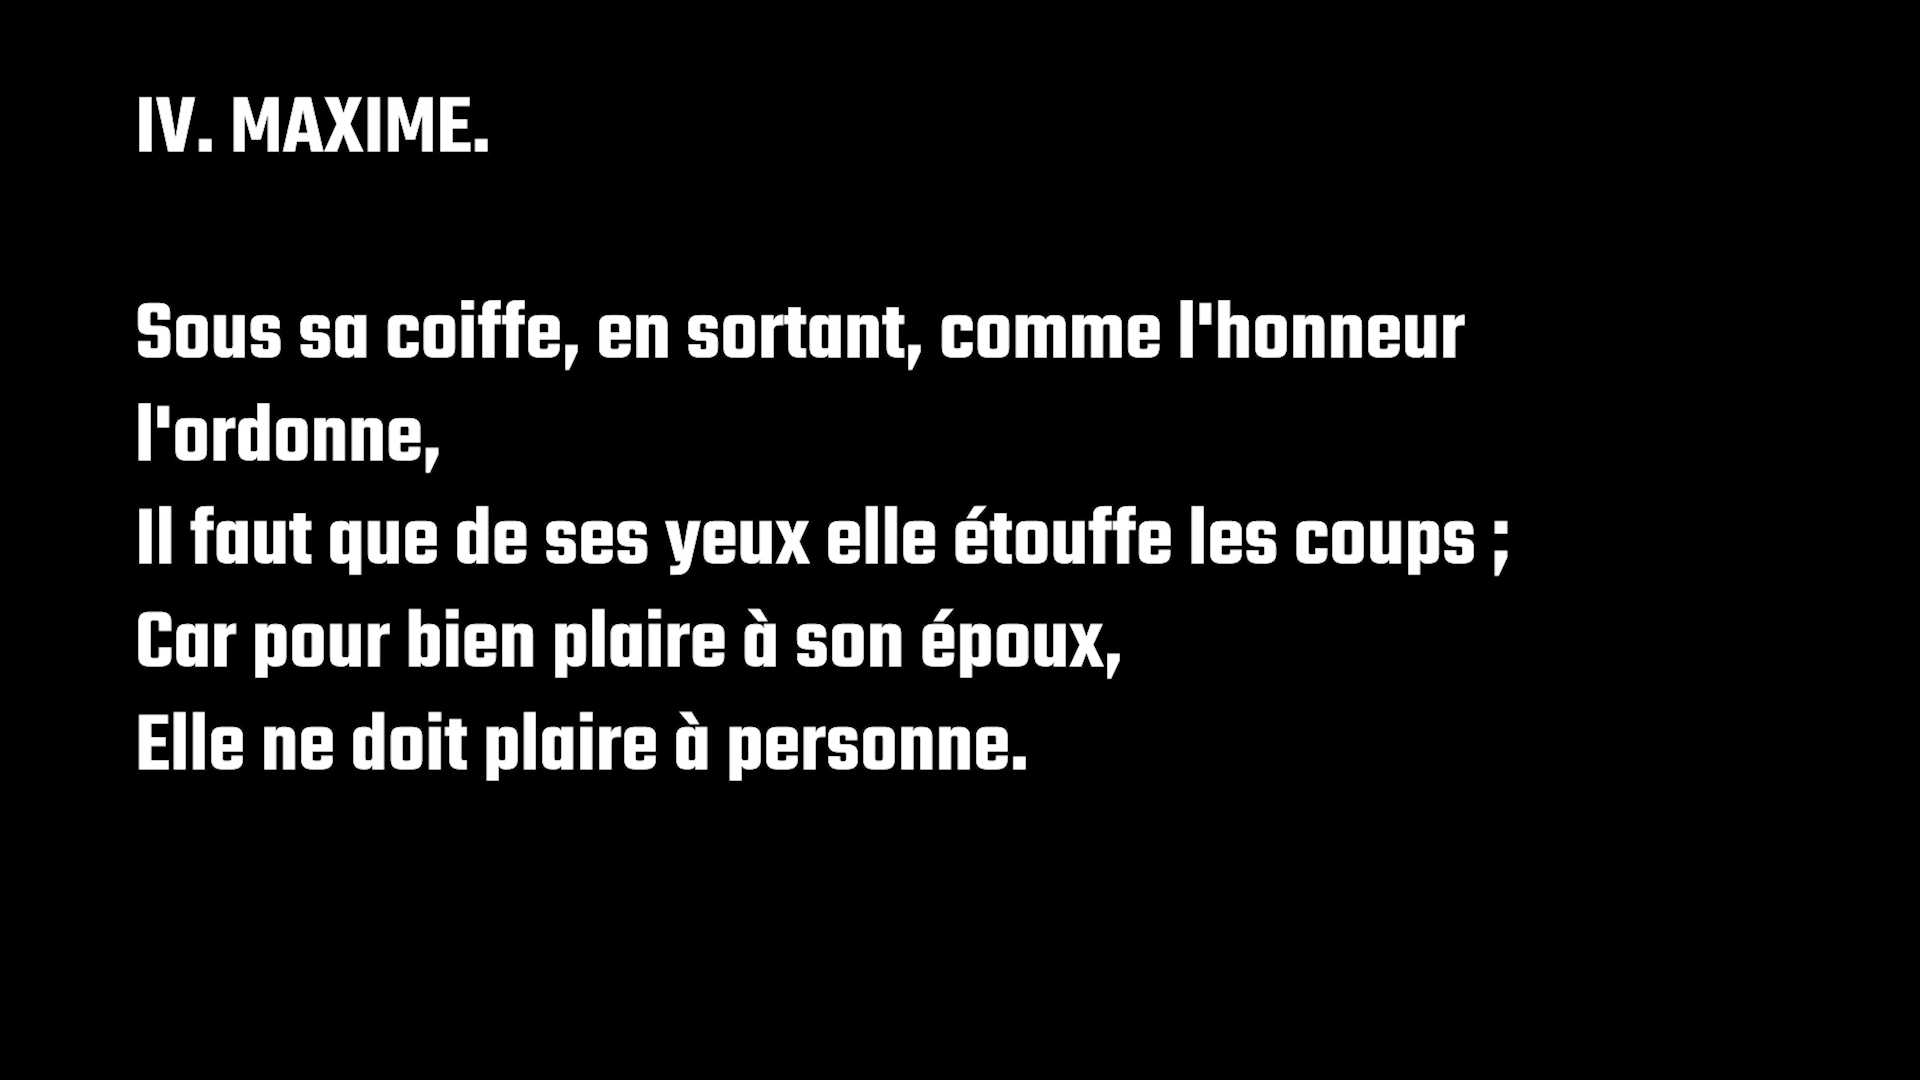 IV. MAXIME.
Sous sa coiffe, en sortant, comme l'honneur
l'ordonne,
Il faut que de ses yeux elle étouffe les coups ;
Car pour bien plaire à son époux,
Elle ne doit plaire à personne.